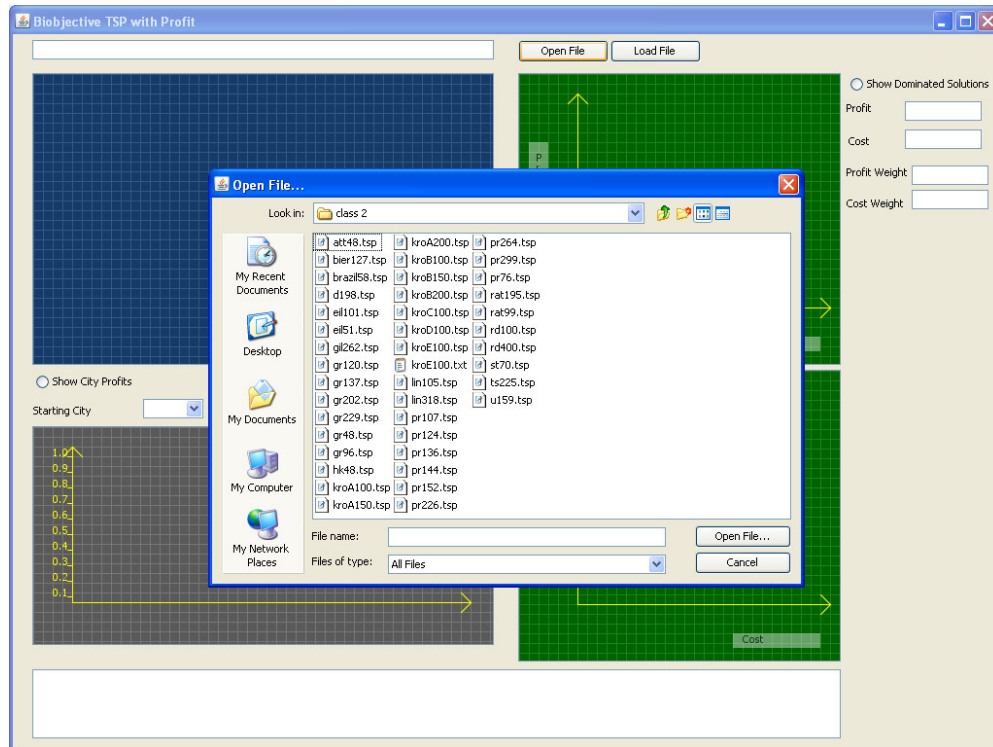 Biobjective TSP with Profit
Open File
Load File
Show Dominated Solutions
Profit
Cost
Profit Weight
Cost Weight
P
Open File...
Look in:
class 2
My Recent
Documents
Desktop
My Documents
My Computer
My Network
Places
att48.tsp
bier127.tsp
brazil58.tsp
d198.tsp
eil101.tsp
eil51.tsp
gil262.tsp
gr120.tsp
gr137.tsp
gr202.tsp
gr229.tsp
gr48.tsp
gr96.tsp
hk48.tsp
kroA100.tsp
kroA150.tsp
kroA200.tsp
kroB100.tsp
kroB150.tsp
kroB200.tsp
kroC100.tsp
kroD100.tsp
kroE100.tsp
kroE100.txt
lin105.tsp
lin318.tsp
pr107.tsp
pr124.tsp
pr136.tsp
pr144.tsp
pr152.tsp
pr226.tsp
pr264.tsp
pr299.tsp
pr76.tsp
rat195.tsp
rat99.tsp
rd100.tsp
rd400.tsp
st70.tsp
ts225.tsp
u159.tsp
File name:
Open File...
Files of type:
All Files
Cancel
Show City Profits
Starting City
1.0
0.9
0.8
0.7
0.6
0.5
0.4
0.3
0.2
0.1
Cost